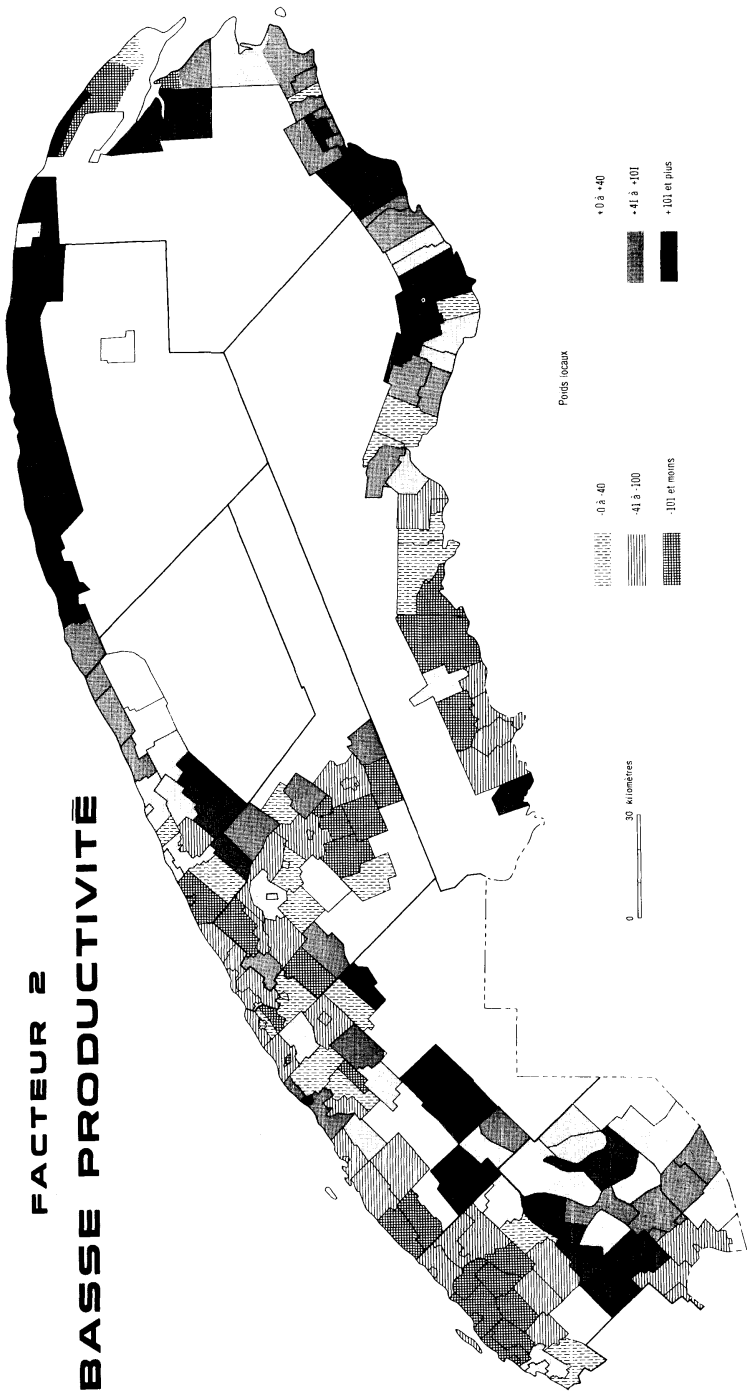 FACTEUR 2
BASSE PRODUCTIVITÉ
0 30 kilomètres
Poids locaux
-0 à -40
-41 à -100
-101 et moins
+0 à +40
+41 à +101
+101 et plus